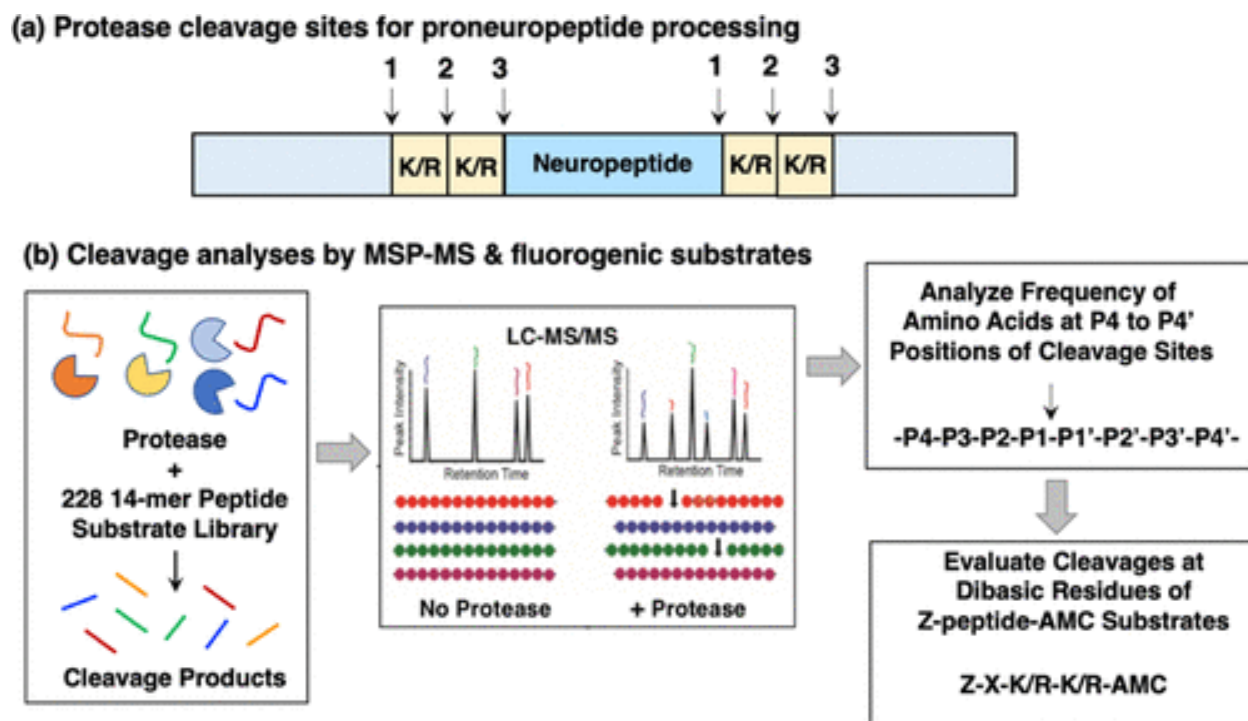 (a) Protease cleavage sites for proneuropeptide processing
1 2 3 1 2 3
K/R K/R Neuropeptide K/R K/R
(b) Cleavage analyses by MSP-MS & fluorogenic substrates
Protease
+
228 14-mer Peptide
Substrate Library
Cleavage Products
LC-MS/MS
Peak Intensity
Retention Time
No Protease
Peak Intensity
Retention Time
+ Protease
Analyze Frequency of
Amino Acids at P4 to P4’
Positions of Cleavage Sites
-P4-P3-P2-P1-P1’-P2’-P3’-P4’-
Evaluate Cleavages at
Dibasic Residues of
Z-peptide-AMC Substrates
Z-X-K/R-K/R-AMC